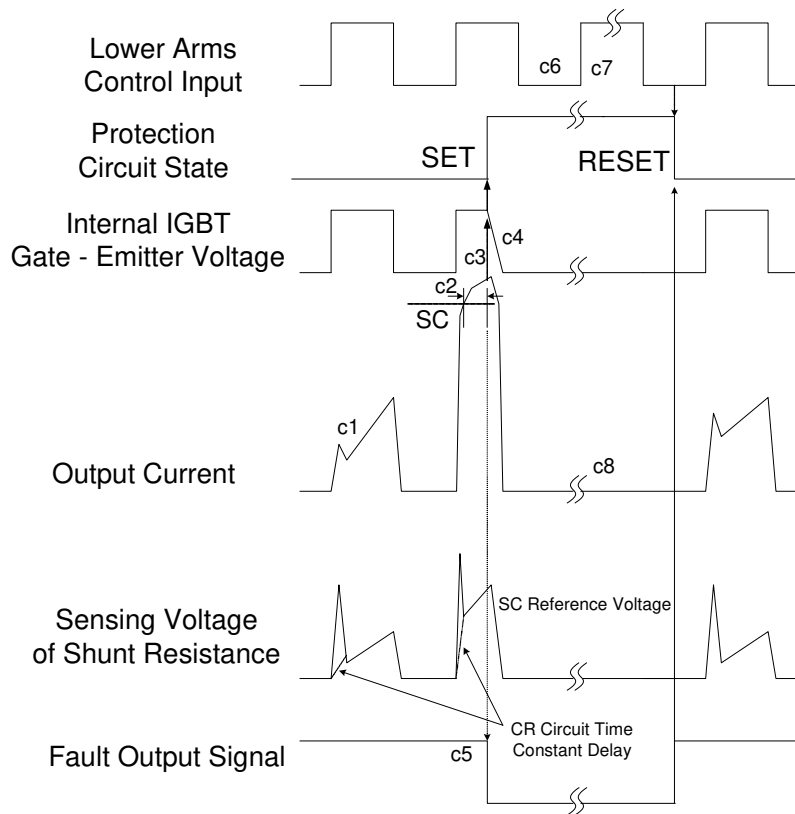 Lower Arms
Control Input
c6
c7
Protection
Circuit State
SET
RESET
Internal IGBT
Gate - Emitter Voltage
c4
c3
c2
SC
c1
Output Current
c8
SC Reference Voltage
Sensing Voltage
of Shunt Resistance
CR Circuit Time
Constant Delay
Fault Output Signal
c5